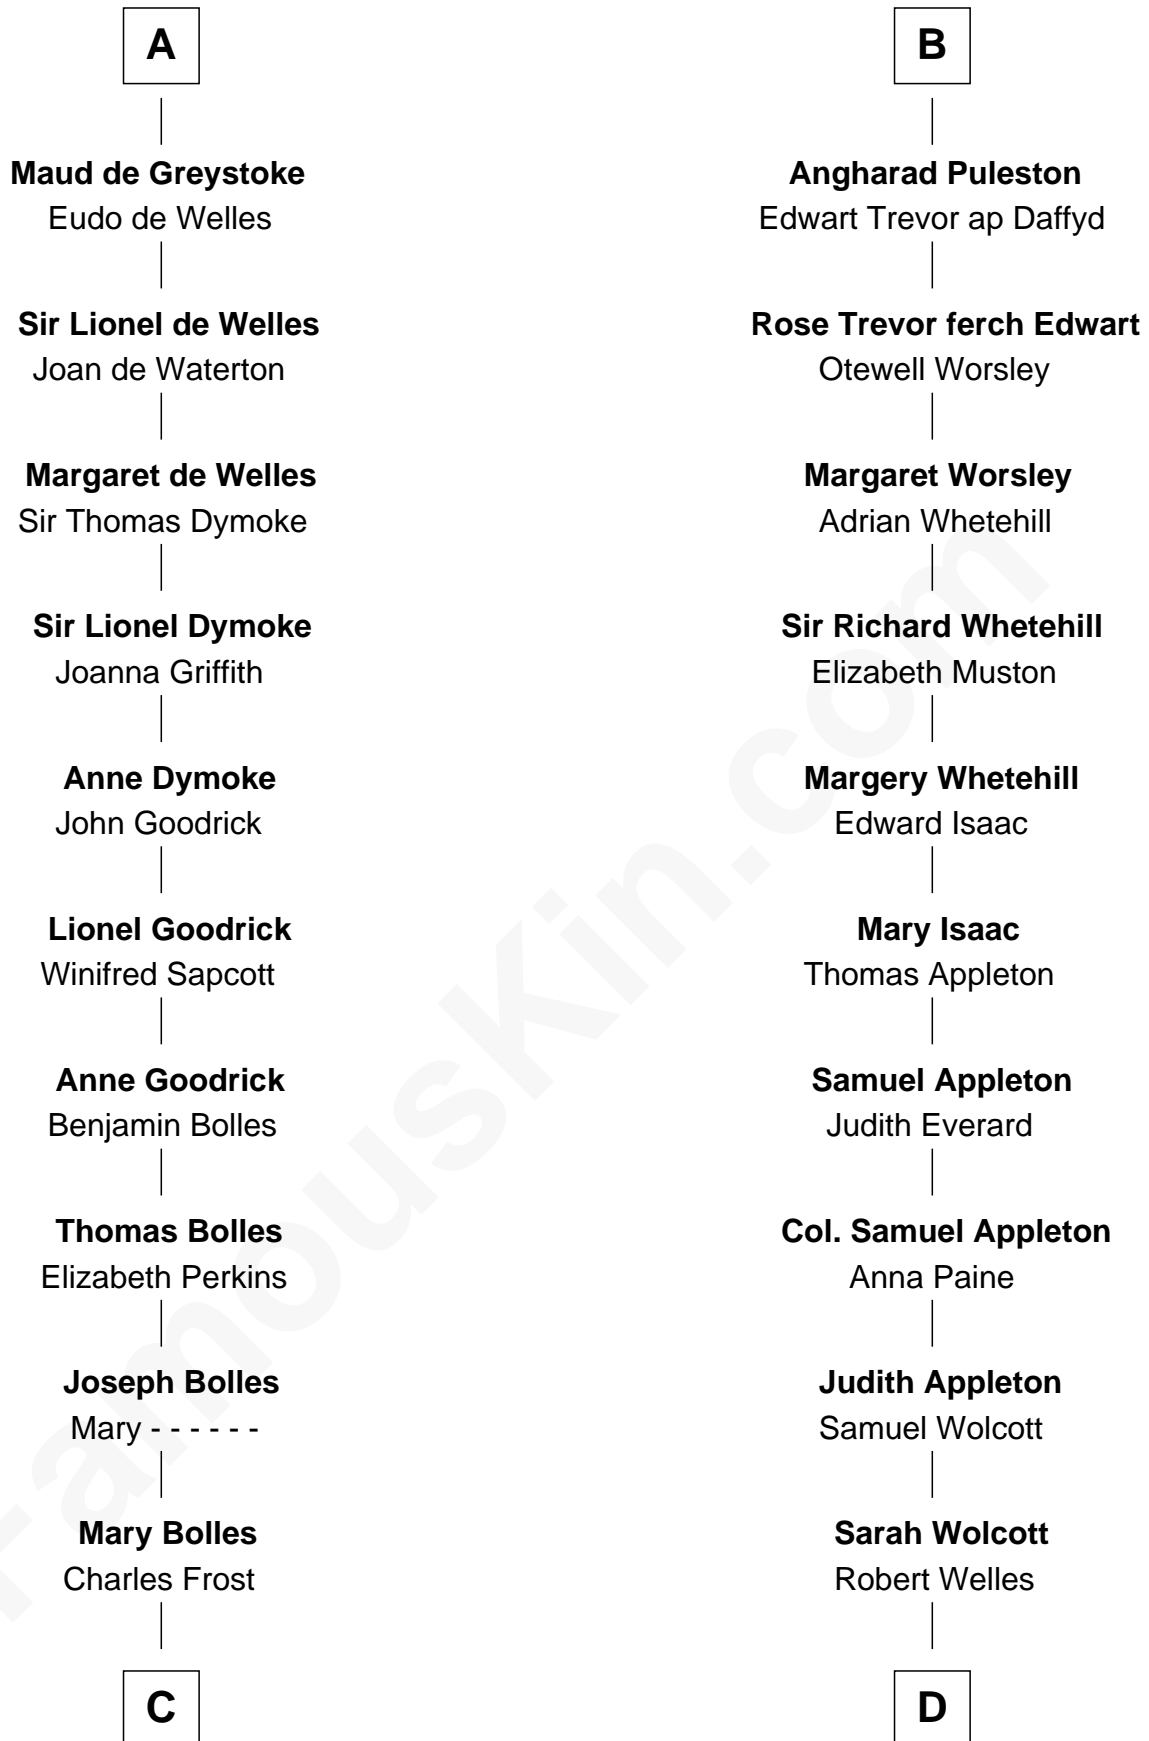 A
Maud de Greystoke
Eudo de Welles
Sir Lionel de Welles
Joan de Waterton
Margaret de Welles
Sir Thomas Dymoke
Sir Lionel Dymoke
Joanna Griffith
Anne Dymoke
John Goodrick
Lionel Goodrick
Winifred Sapcott
Anne Goodrick
Benjamin Bolles
Thomas Bolles
Elizabeth Perkins
Joseph Bolles
Mary - - - - - -
Mary Bolles
Charles Frost
C
B
Angharad Puleston
Edwart Trevor ap Daffyd
Rose Trevor ferch Edwart
Otewell Worsley
Margaret Worsley
Adrian Whetehill
Sir Richard Whetehill
Elizabeth Muston
Margery Whetehill
Edward Isaac
Mary Isaac
Thomas Appleton
Samuel Appleton
Judith Everard
Col. Samuel Appleton
Anna Paine
Judith Appleton
Samuel Wolcott
Sarah Wolcott
Robert Welles
D
FamousKin.com